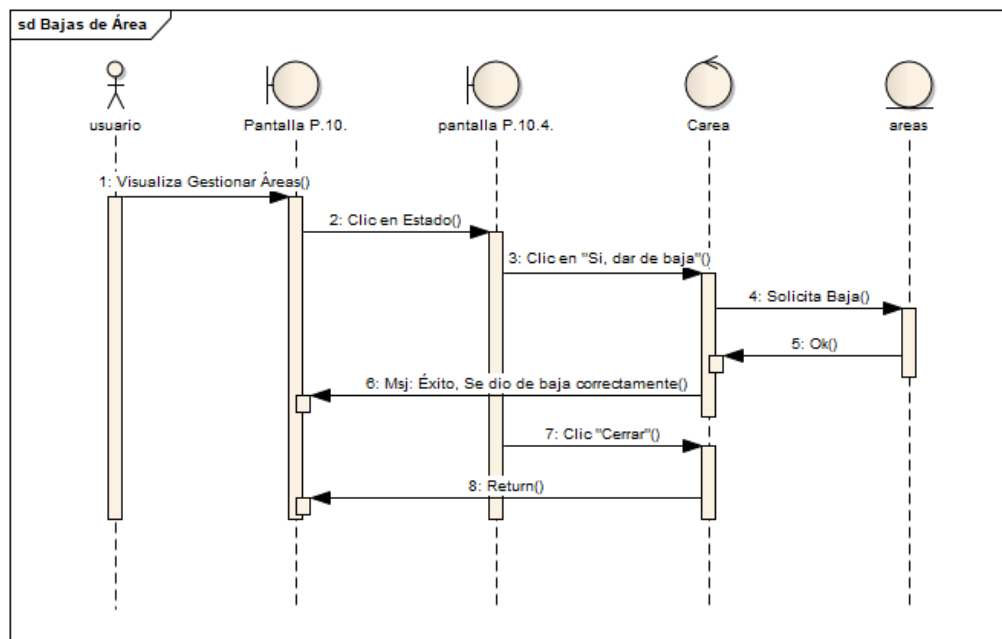 sd Bajas de Área
usuario
Pantalla P.10.
pantalla P.10.4.
Carea
areas
1: Visualiza Gestionar Áreas()
2: Clic en Estado()
3: Clic en "Si, dar de baja"()
4: Solicita Baja()
5: Ok()
6: Msj: Éxito, Se dio de baja correctamente()
7: Clic "Cerrar"()
8: Return()